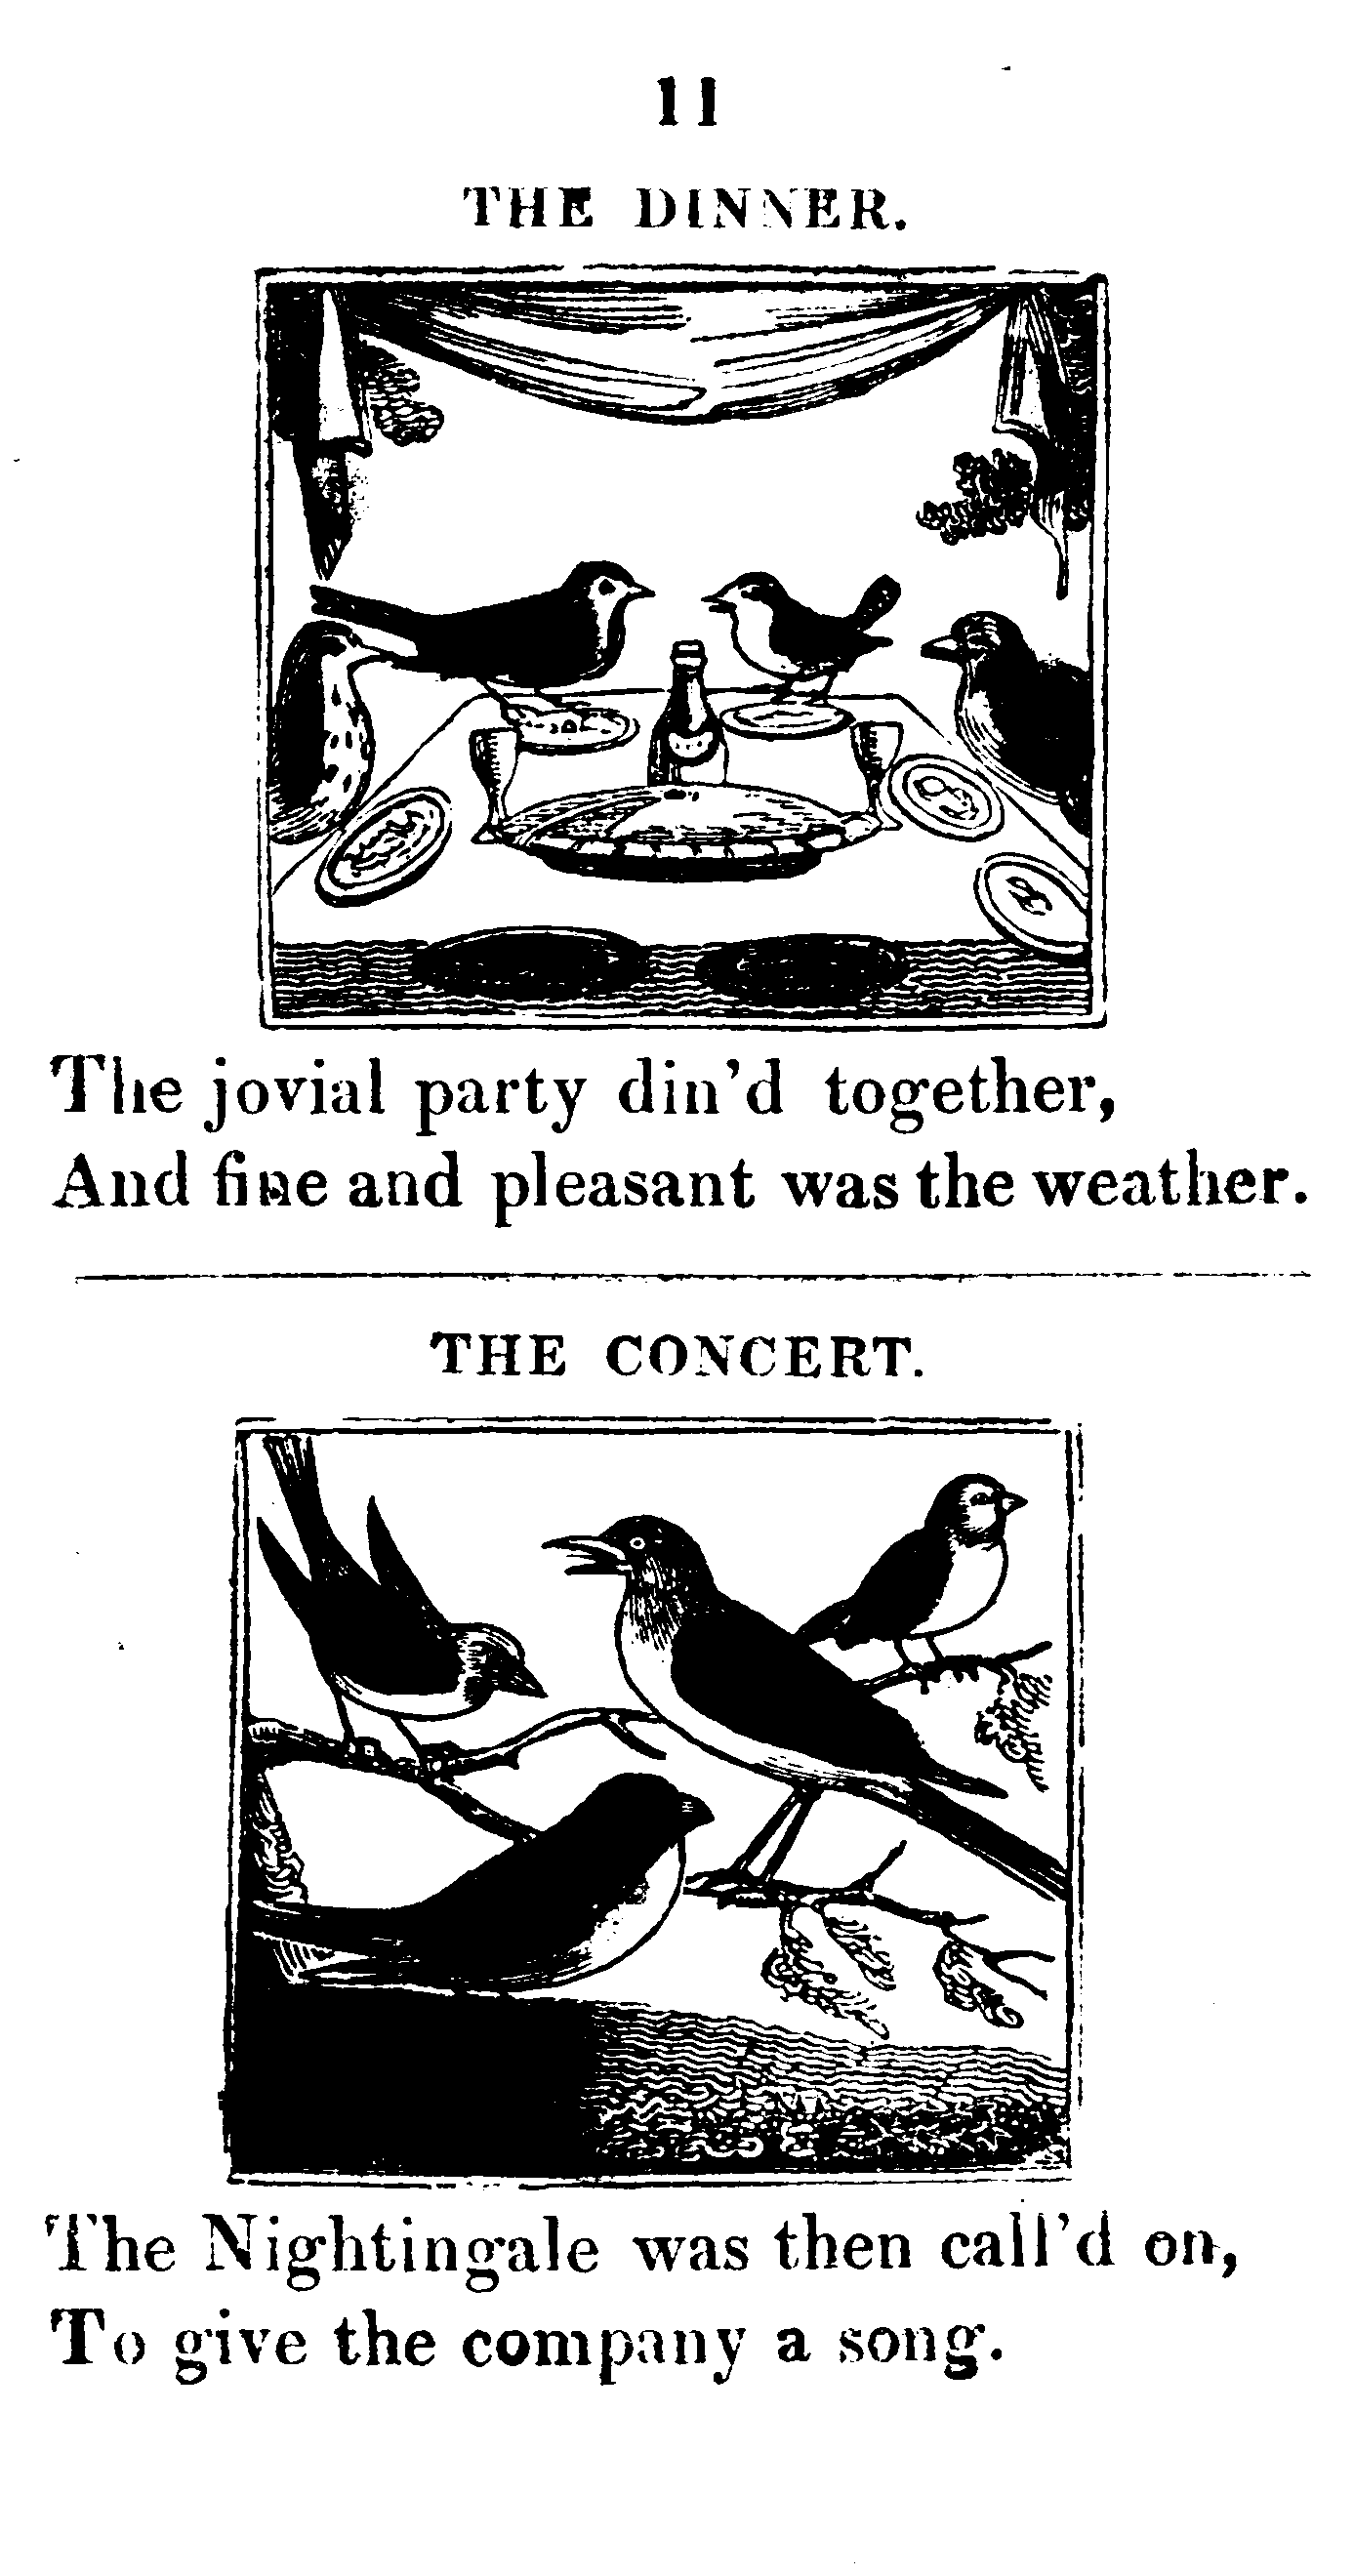 11
THE DINNER.
The jovial party din'd together,
And fine and pleasant was the weather.
THE CONCERT.
The Nightingale was then call'd on,
To give the company a song.